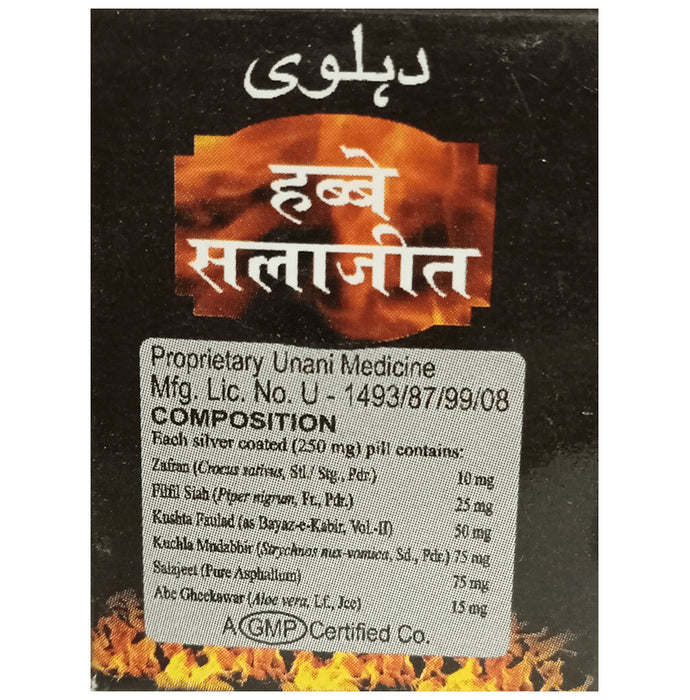 دہلوی
हब्बे
सलाजीत
Proprietary Unani Medicine
Mfg. Lic. No. U - 1493/87/99/08
COMPOSITION
Each silver coated (250 mg) pill contains:
Zafran (Crocus sativus, Stl./ Stg., Pdr.) 10 mg
Filfil Siah (Piper nigrum, Fr., Pdr.) 25 mg
Kushta Faulad (as Bayaz-e-Kabir, Vol.-II) 50 mg
Kuchla Mudabbir (Strychnos nux-vomica, Sd., Pdr.) 75 mg
Salajeet (Pure Asphaltum) 75 mg
Abe Gheekawar (Aloe vera, Lf., Jce) 15 mg
A GMP Certified Co.